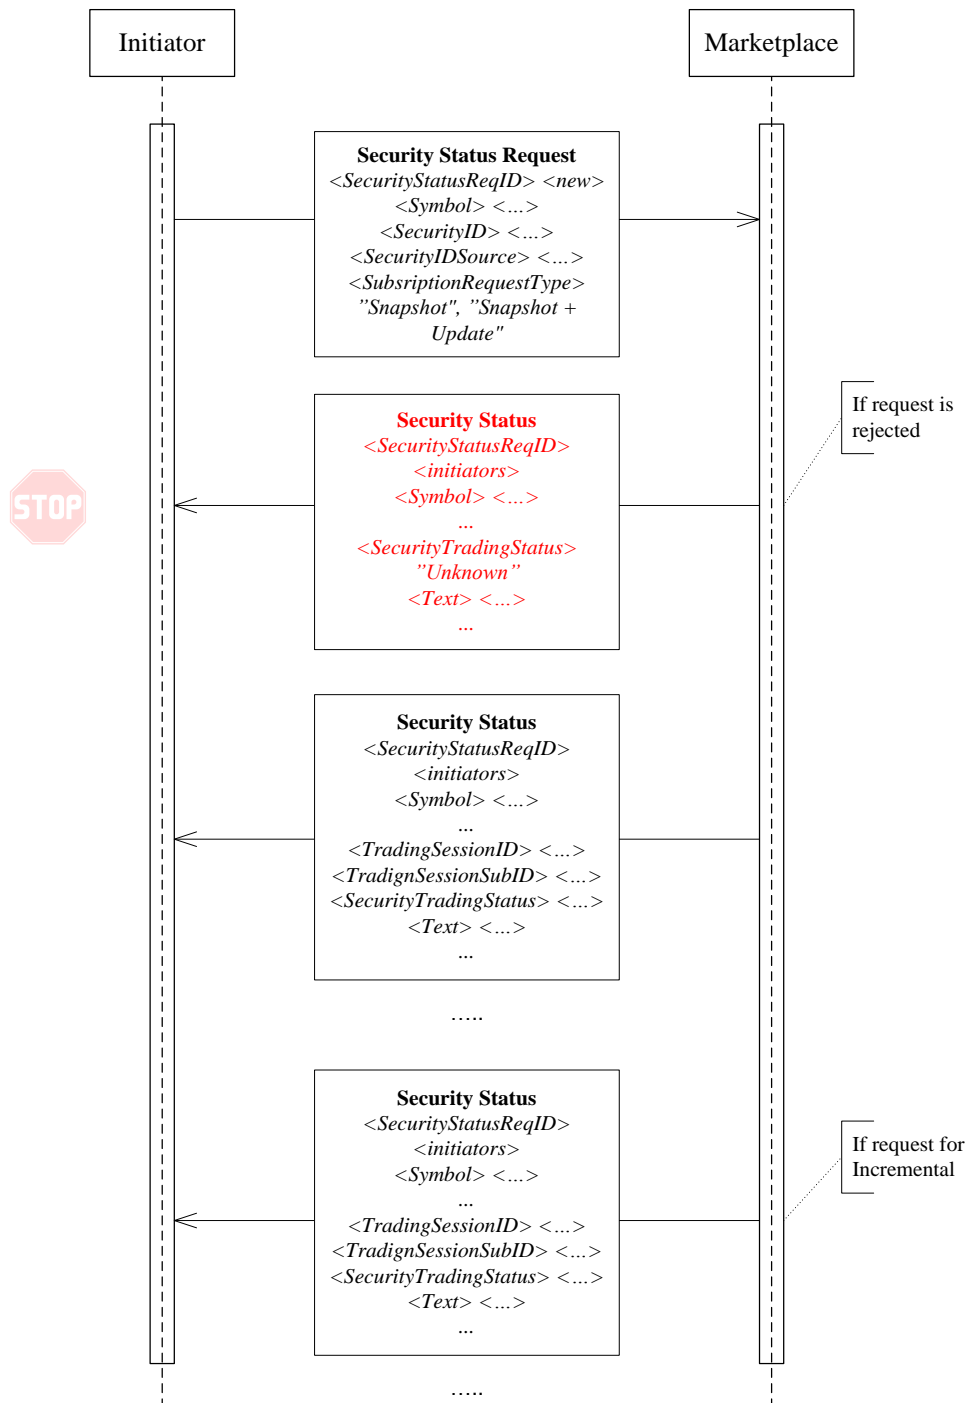 Initiator
Marketplace
Security Status Request
<SecurityStatusReqID> <new>
<Symbol> <...>
<SecurityID> <...>
<SecurityIDSource> <...>
<SubsriptionRequestType>
”Snapshot", ”Snapshot +
Update"
If request is
rejected
Security Status
<SecurityStatusReqID>
<initiators>
<Symbol> <...>
...
<SecurityTradingStatus>
”Unknown”
<Text> <...>
...
STOP
Security Status
<SecurityStatusReqID>
<initiators>
<Symbol> <...>
...
<TradingSessionID> <...>
<TradignSessionSubID> <...>
<SecurityTradingStatus> <...>
<Text> <...>
...
.....
Security Status
<SecurityStatusReqID>
<initiators>
<Symbol> <...>
...
<TradingSessionID> <...>
<TradignSessionSubID> <...>
<SecurityTradingStatus> <...>
<Text> <...>
...
If request for
Incremental
.....